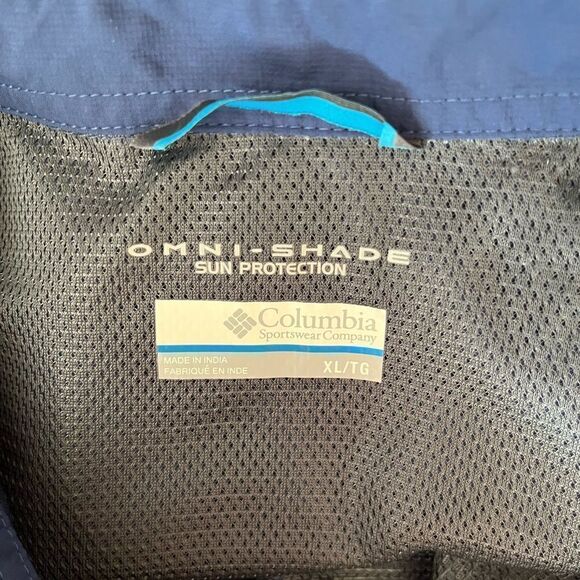 OMNI-SHADE
SUN PROTECTION
Columbia
Sportswear Company
MADE IN INDIA
FABRIQUÉ EN INDE
XL/TG